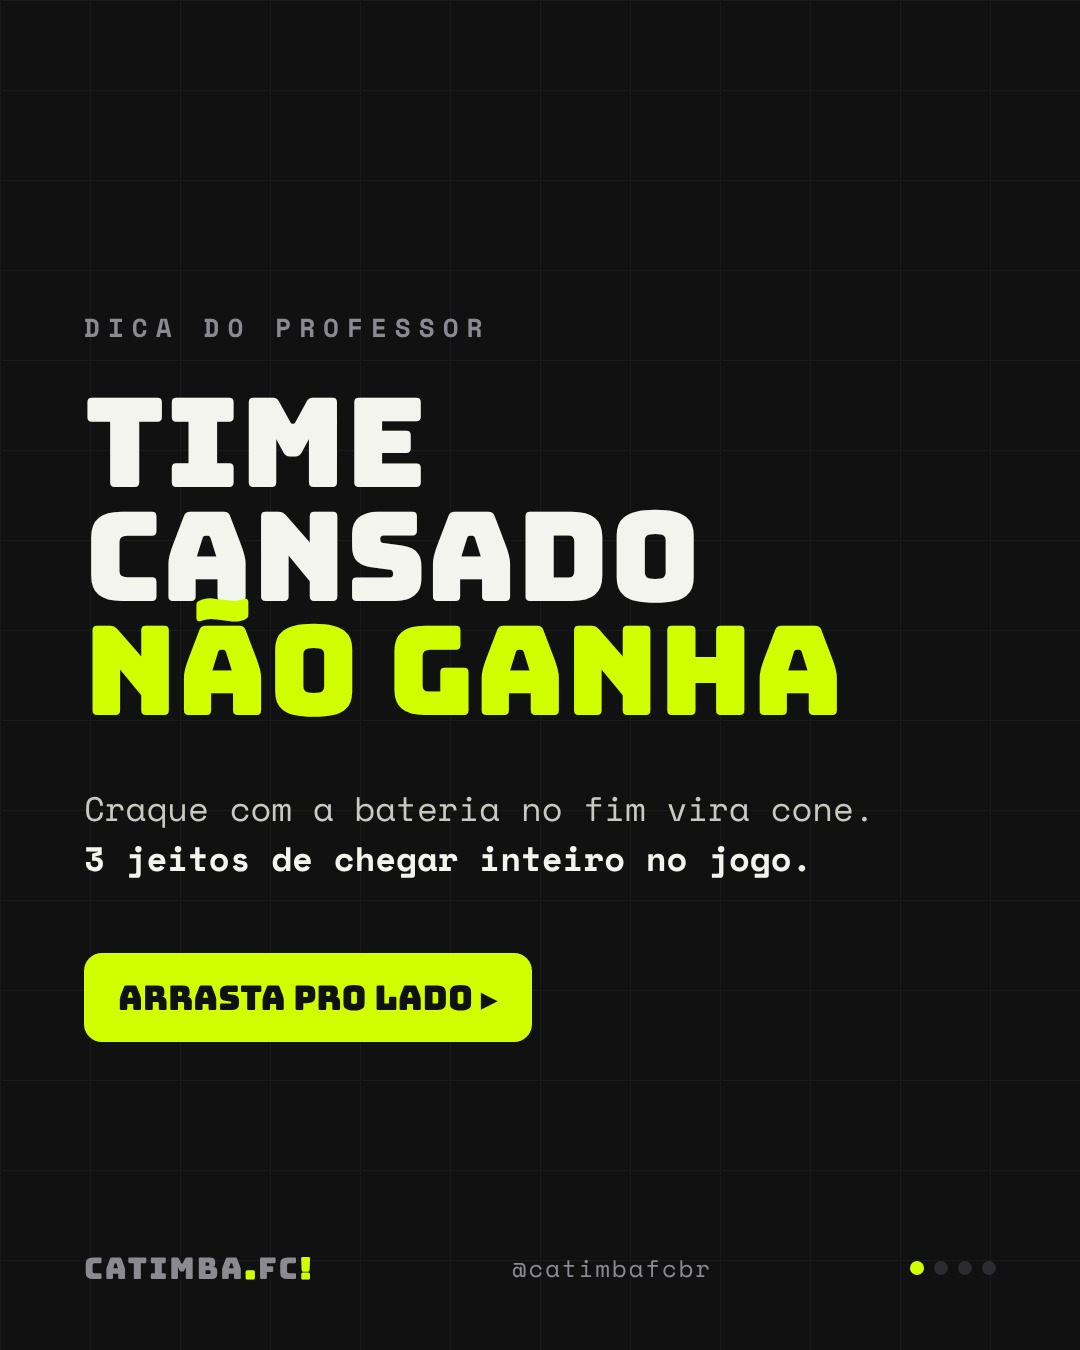 DICA DO PROFESSOR
TIME
CANSADO
NÃO GANHA
Craque com a bateria no fim vira cone.
3 jeitos de chegar inteiro no jogo.
ARRASTA PRO LADO ▸
CATIMBA.FC!
@catimbafcbr